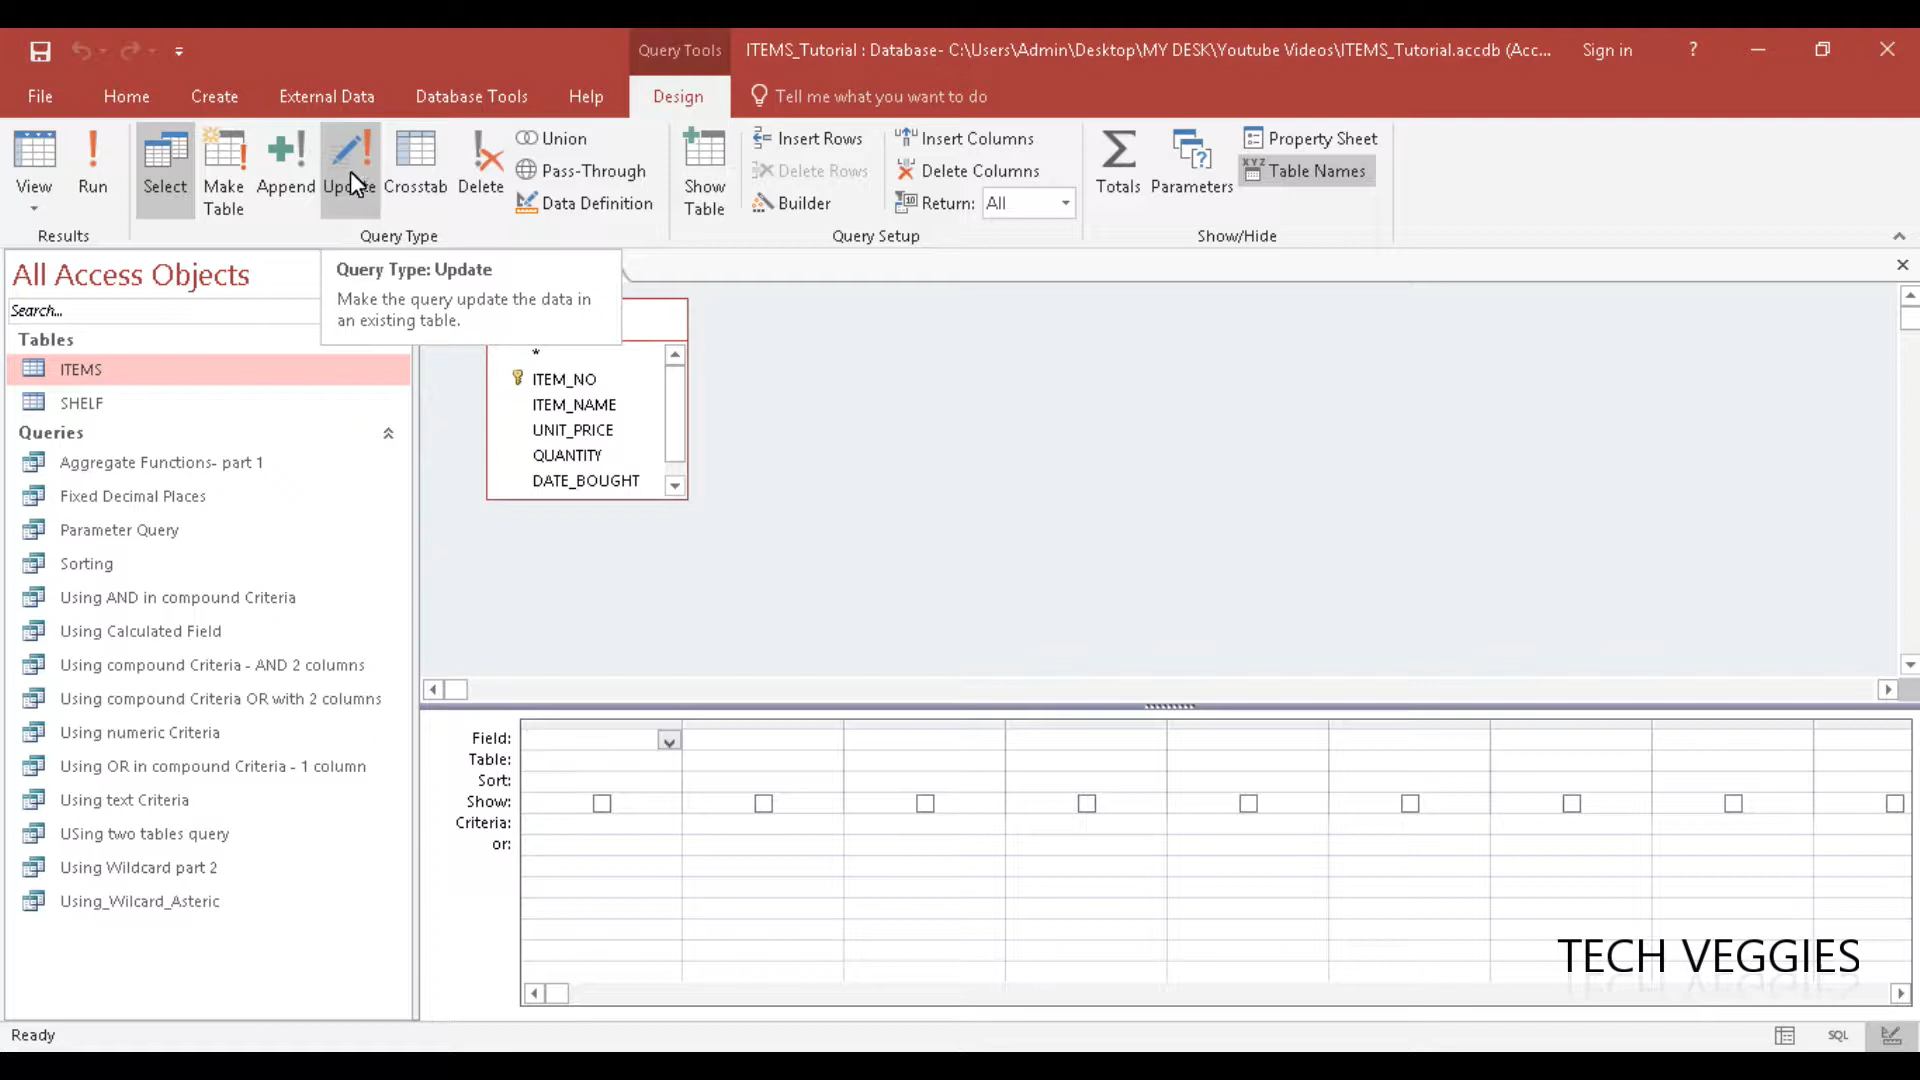 Query Tools
ITEMS_Tutorial : Database- C:\Users\Admin\Desktop\MY DESK\Youtube Videos\ITEMS_Tutorial.accdb (Acc...
Sign in
?
File
Home
Create
External Data
Database Tools
Help
Design
Tell me what you want to do
View
Run
Select
Make Table
Append
Update
Crosstab
Delete
Union
Pass-Through
Data Definition
Show Table
Insert Rows
Delete Rows
Builder
Insert Columns
Delete Columns
Return: All
Totals
Parameters
Property Sheet
Table Names
Results
Query Type
Query Setup
Show/Hide
All Access Objects
Search...
Query Type: Update
Make the query update the data in
an existing table.
Tables
ITEMS
SHELF
Queries
Aggregate Functions- part 1
Fixed Decimal Places
Parameter Query
Sorting
Using AND in compound Criteria
Using Calculated Field
Using compound Criteria - AND 2 columns
Using compound Criteria OR with 2 columns
Using numeric Criteria
Using OR in compound Criteria - 1 column
Using text Criteria
USing two tables query
Using Wildcard part 2
Using_Wilcard_Asteric
*
ITEM_NO
ITEM_NAME
UNIT_PRICE
QUANTITY
DATE_BOUGHT
Field:
Table:
Sort:
Show:
Criteria:
or:
TECH VEGGIES
Ready
SQL